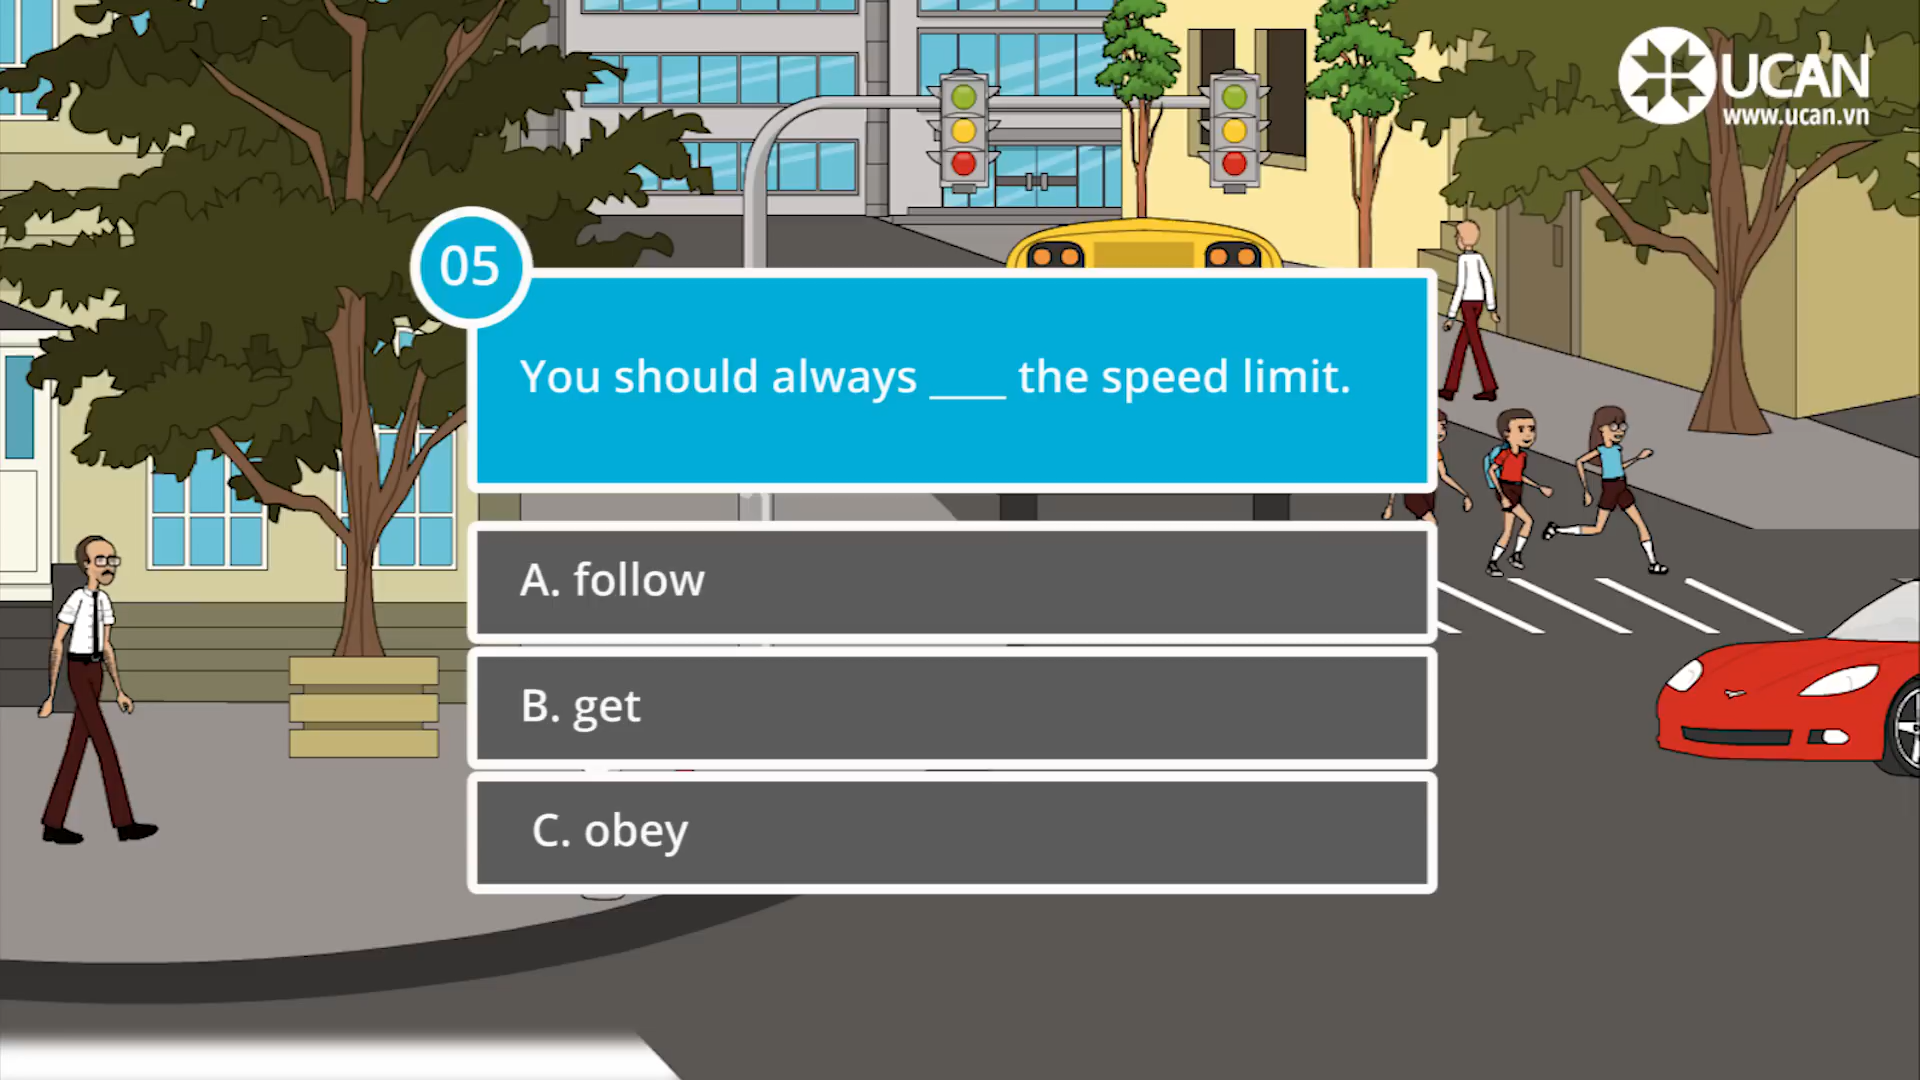 UCAN
www.ucan.vn
05
You should always ____ the speed limit.
A. follow
B. get
C. obey